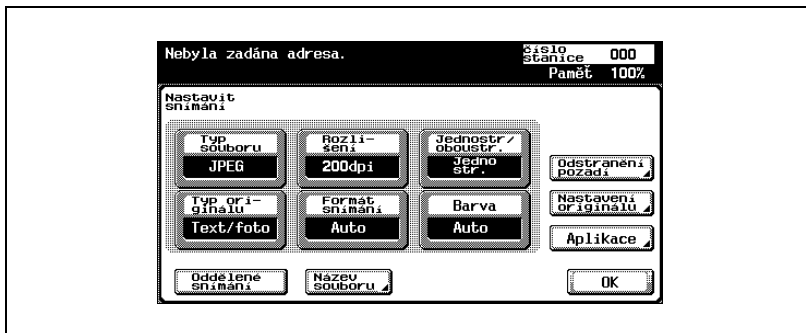 Nebyla zadána adresa.
číslo
stanice 000
Paměť 100%
Nastavit
snímání
Typ
souboru
JPEG
Rozli-
šení
200dpi
Jednostr/
oboustr.
Jedno
str.
Odstranění
pozadí
Typ ori-
ginálu
Text/foto
Formát
snímání
Auto
Barva
Auto
Nastavení
originálu
Aplikace
Oddělené
snímání
Název
souboru
OK